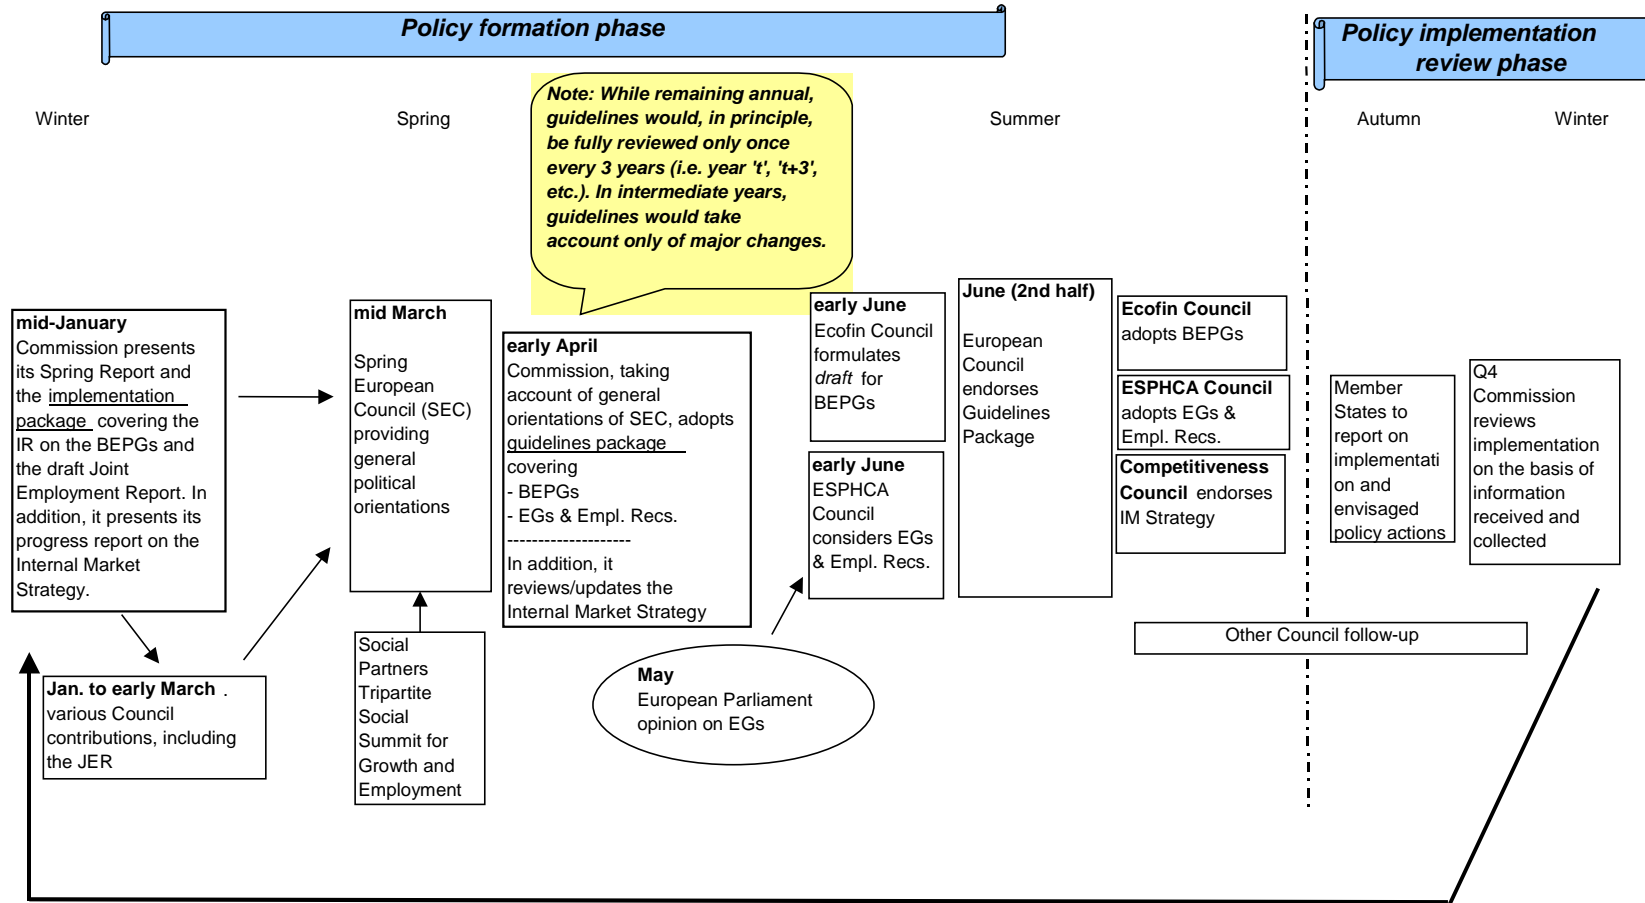 Policy formation phase
Policy implementation
review phase
Winter
Spring
Summer
Autumn
Winter
Note: While remaining annual,
guidelines would, in principle,
be fully reviewed only once
every 3 years (i.e. year 't', 't+3',
etc.). In intermediate years,
guidelines would take
account only of major changes.
mid-January
Commission presents
its Spring Report and
the implementation
package covering the
IR on the BEPGs and
the draft Joint
Employment Report. In
addition, it presents its
progress report on the
Internal Market
Strategy.
Jan. to early March .
various Council
contributions, including
the JER
mid March
Spring
European
Council (SEC)
providing
general
political
orientations
Social
Partners
Tripartite
Social
Summit for
Growth and
Employment
early April
Commission, taking
account of general
orientations of SEC, adopts
guidelines package
covering
- BEPGs
- EGs & Empl. Recs.
--------------------
In addition, it
reviews/updates the
Internal Market Strategy
May
European Parliament
opinion on EGs
early June
Ecofin Council
formulates
draft for
BEPGs
early June
ESPHCA
Council
considers EGs
& Empl. Recs.
June (2nd half)
European
Council
endorses
Guidelines
Package
Ecofin Council
adopts BEPGs
ESPHCA Council
adopts EGs &
Empl. Recs.
Competitiveness
Council endorses
IM Strategy
Other Council follow-up
Member
States to
report on
implementati
on and
envisaged
policy actions
Q4
Commission
reviews
implementation
on the basis of
information
received and
collected